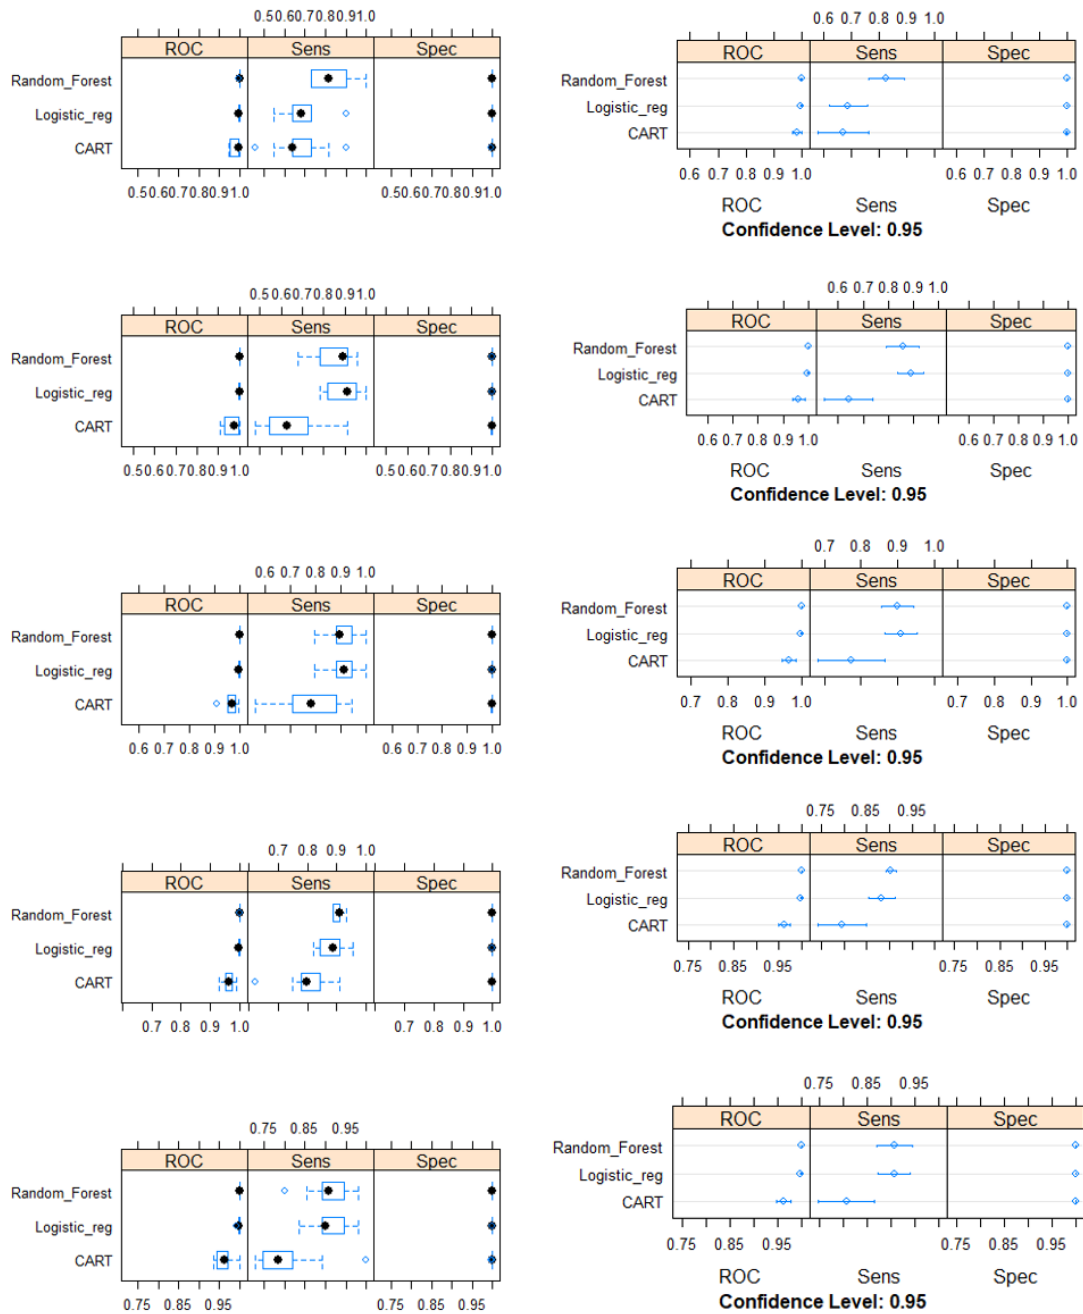 0.50.60.70.80.91.0
ROC Sens Spec
Random_Forest
Logistic_reg
CART
0.50.60.70.80.91.0 0.50.60.70.80.91.0
0.6 0.7 0.8 0.9 1.0
ROC Sens Spec
Random_Forest
Logistic_reg
CART
0.6 0.7 0.8 0.9 1.0 0.6 0.7 0.8 0.9 1.0
ROC Sens Spec
Confidence Level: 0.95
0.50.60.70.80.91.0
ROC Sens Spec
Random_Forest
Logistic_reg
CART
0.50.60.70.80.91.0 0.50.60.70.80.91.0
0.6 0.7 0.8 0.9 1.0
ROC Sens Spec
Random_Forest
Logistic_reg
CART
0.6 0.7 0.8 0.9 1.0 0.6 0.7 0.8 0.9 1.0
ROC Sens Spec
Confidence Level: 0.95
0.6 0.7 0.8 0.9 1.0
ROC Sens Spec
Random_Forest
Logistic_reg
CART
0.6 0.7 0.8 0.9 1.0 0.6 0.7 0.8 0.9 1.0
0.7 0.8 0.9 1.0
ROC Sens Spec
Random_Forest
Logistic_reg
CART
0.7 0.8 0.9 1.0 0.7 0.8 0.9 1.0
ROC Sens Spec
Confidence Level: 0.95
0.7 0.8 0.9 1.0
ROC Sens Spec
Random_Forest
Logistic_reg
CART
0.7 0.8 0.9 1.0 0.7 0.8 0.9 1.0
0.75 0.85 0.95
ROC Sens Spec
Random_Forest
Logistic_reg
CART
0.75 0.85 0.95 0.75 0.85 0.95
ROC Sens Spec
Confidence Level: 0.95
0.75 0.85 0.95
ROC Sens Spec
Random_Forest
Logistic_reg
CART
0.75 0.85 0.95 0.75 0.85 0.95
0.75 0.85 0.95
ROC Sens Spec
Random_Forest
Logistic_reg
CART
0.75 0.85 0.95 0.75 0.85 0.95
ROC Sens Spec
Confidence Level: 0.95